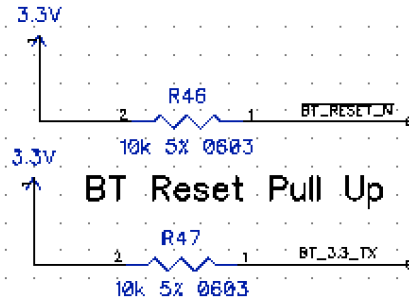 3.3V
R46
2 1 BT_RESET_N
10k 5% 0603
3.3V
BT Reset Pull Up
R47
2 1 BT_3.3_TX
10k 5% 0603